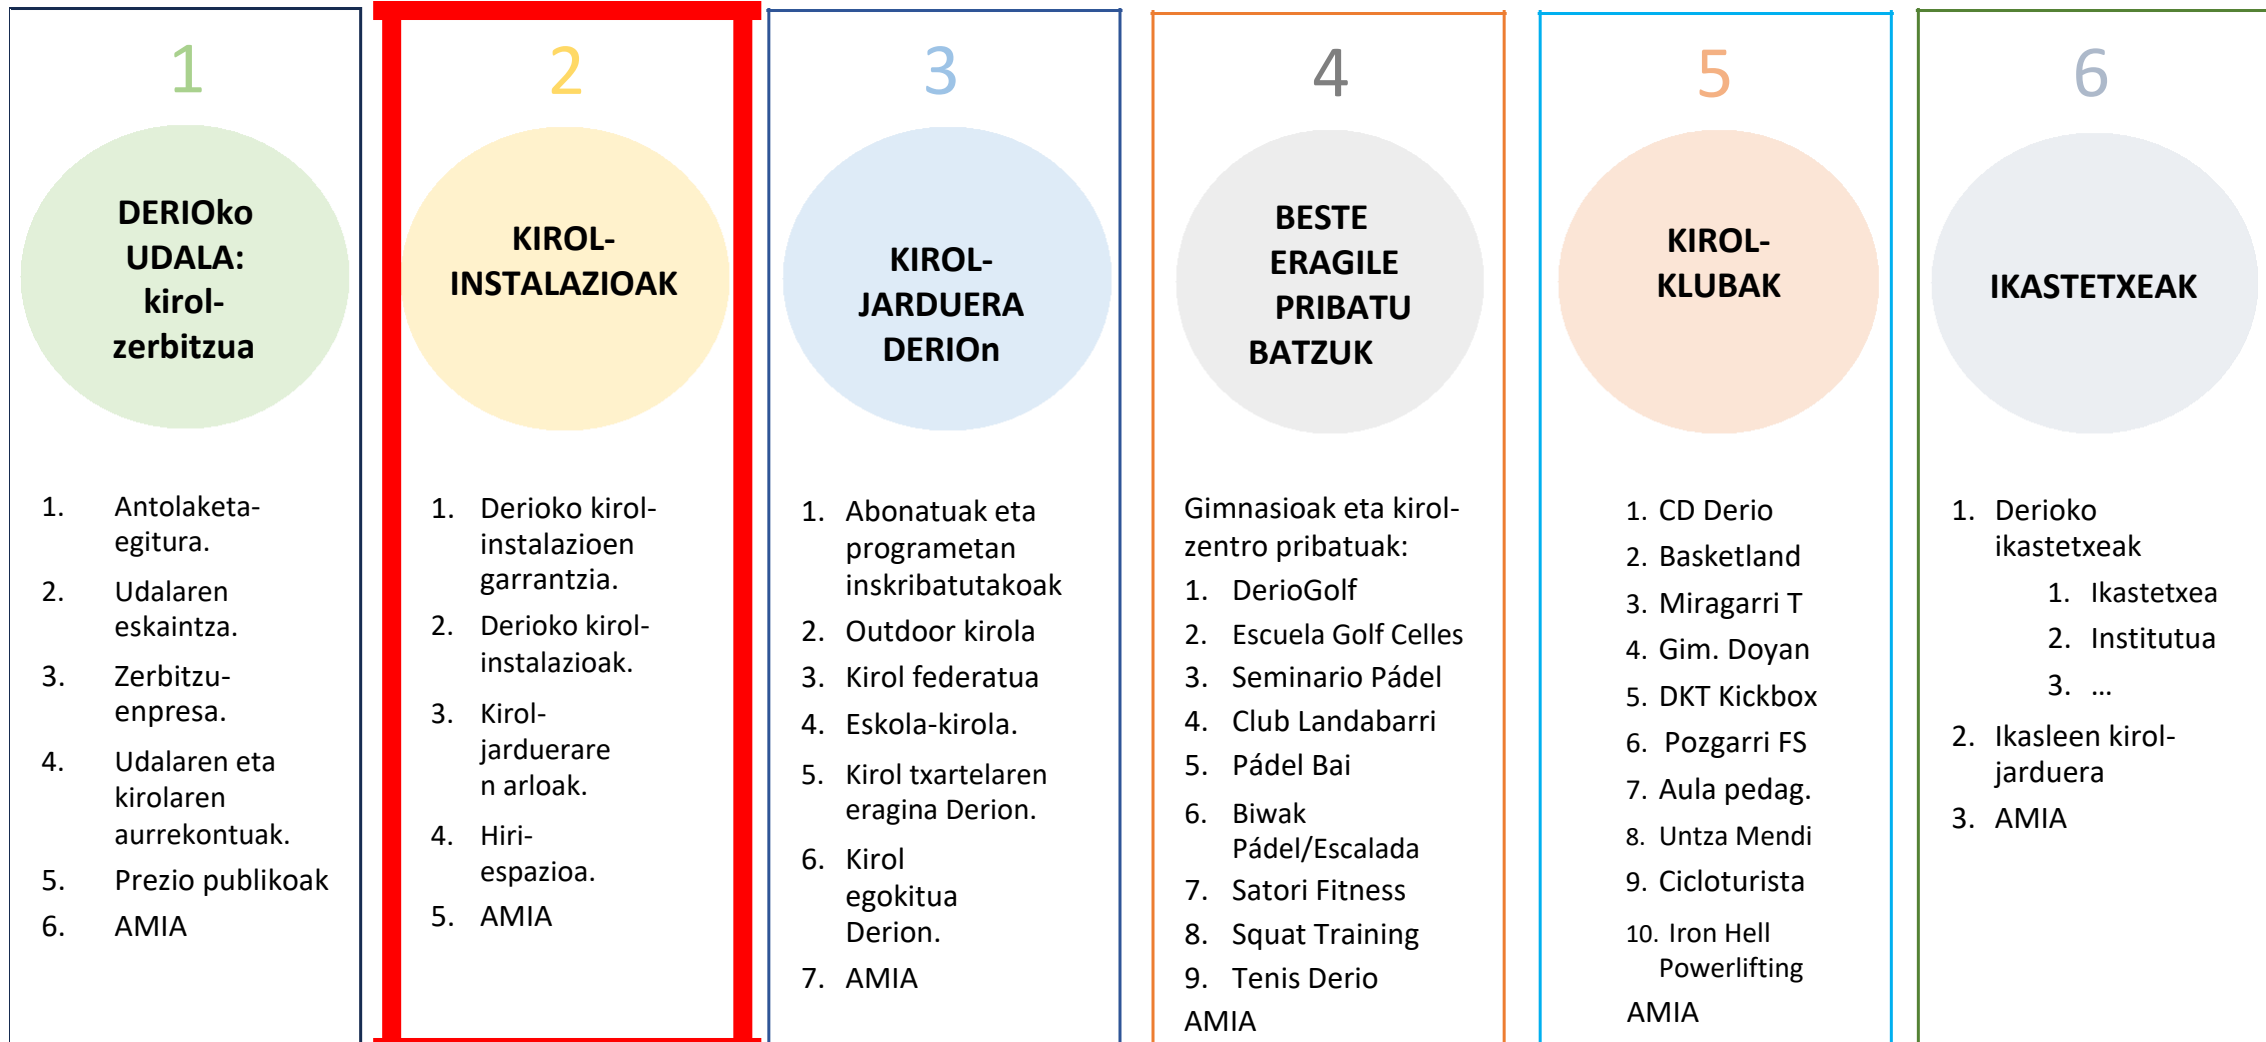 1
DERIOko
UDALA:
kirol-
zerbitzua
1. Antolaketa-
egitura.
2. Udalaren
eskaintza.
3. Zerbitzu-
enpresa.
4. Udalaren eta
kirolaren
aurrekontuak.
5. Prezio publikoak
6. AMIA
2
KIROL-
INSTALAZIOAK
1. Derioko kirol-
instalazioen
garrantzia.
2. Derioko kirol-
instalazioak.
3. Kirol-
jarduerare
n arloak.
4. Hiri-
espazioa.
5. AMIA
3
KIROL-
JARDUERA
DERIOn
1. Abonatuak eta
programetan
inskribatutakoak
2. Outdoor kirola
3. Kirol federatua
4. Eskola-kirola.
5. Kirol txartelaren
eragina Derion.
6. Kirol
egokitua
Derion.
7. AMIA
4
BESTE
ERAGILE
PRIBATU
BATZUK
Gimnasioak eta kirol-
zentro pribatuak:
1. DerioGolf
2. Escuela Golf Celles
3. Seminario Pádel
4. Club Landabarri
5. Pádel Bai
6. Biwak
Pádel/Escalada
7. Satori Fitness
8. Squat Training
9. Tenis Derio
AMIA
5
KIROL-
KLUBAK
1. CD Derio
2. Basketland
3. Miragarri T
4. Gim. Doyan
5. DKT Kickbox
6. Pozgarri FS
7. Aula pedag.
8. Untza Mendi
9. Cicloturista
10. Iron Hell
Powerlifting
AMIA
6
IKASTETXEAK
1. Derioko
ikastetxeak
1. Ikastetxea
2. Institutua
3. ...
2. Ikasleen kirol-
jarduera
3. AMIA